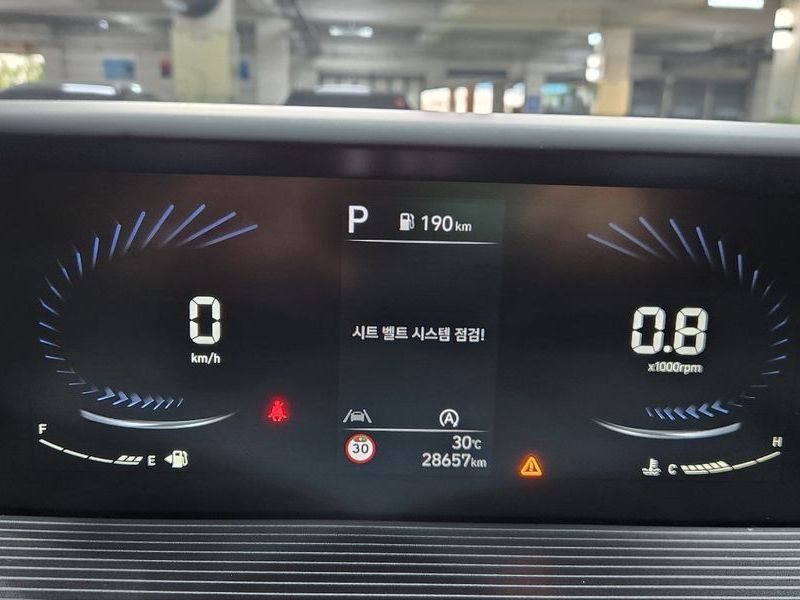 P 190km
0
km/h
시트 벨트 시스템 점검!
0.8
x1000rpm
A
30 30℃
28657km
F E
C H